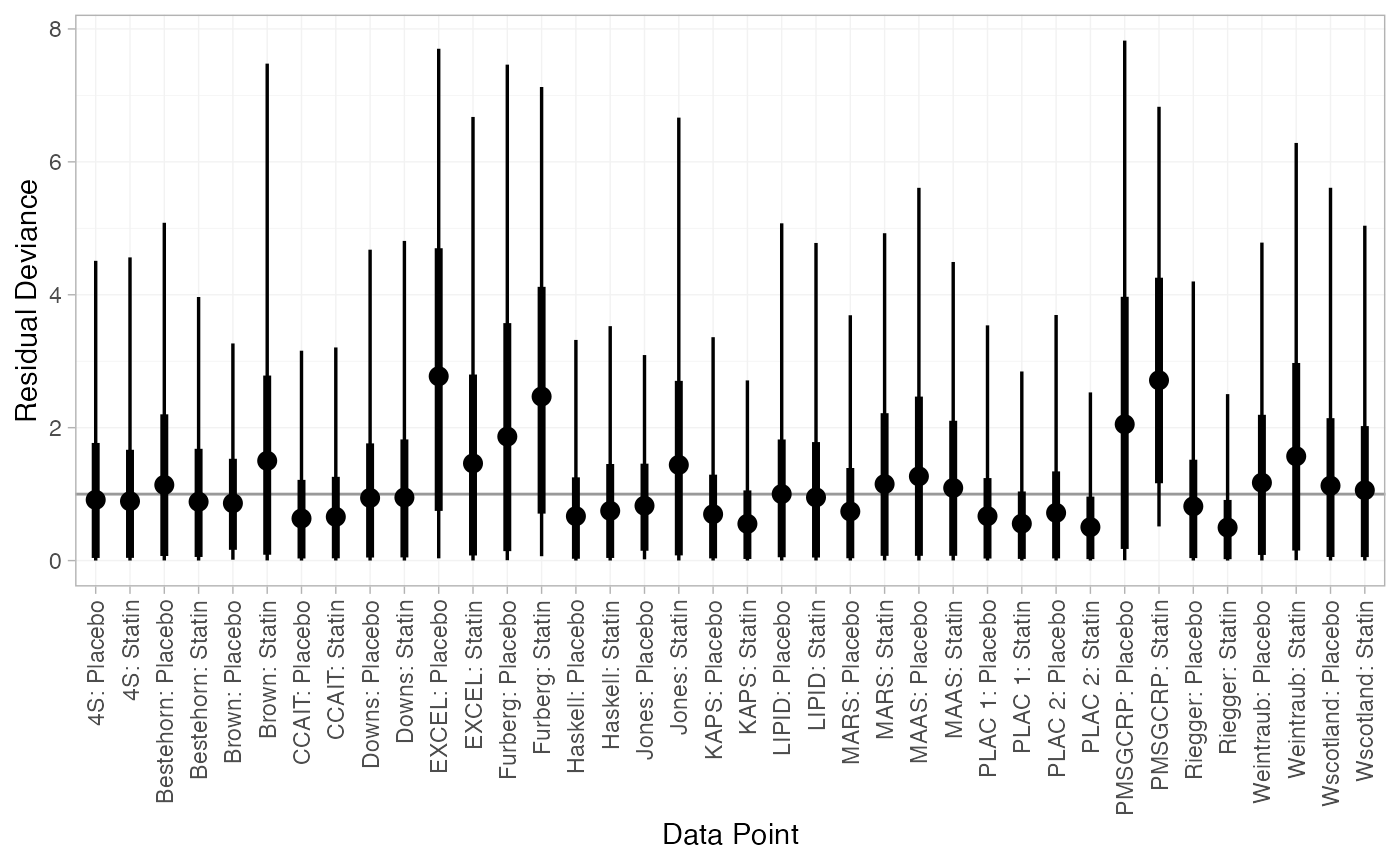 8
6
4
2
0
Residual Deviance
4S: Placebo
4S: Statin
Bestehorn: Placebo
Bestehorn: Statin
Brown: Placebo
Brown: Statin
CCAIT: Placebo
CCAIT: Statin
Downs: Placebo
Downs: Statin
EXCEL: Placebo
EXCEL: Statin
Furberg: Placebo
Furberg: Statin
Haskell: Placebo
Haskell: Statin
Jones: Placebo
Jones: Statin
KAPS: Placebo
KAPS: Statin
LIPID: Placebo
LIPID: Statin
MARS: Placebo
MARS: Statin
MAAS: Placebo
MAAS: Statin
PLAC 1: Placebo
PLAC 1: Statin
PLAC 2: Placebo
PLAC 2: Statin
PMSGCRP: Placebo
PMSGCRP: Statin
Riegger: Placebo
Riegger: Statin
Weintraub: Placebo
Weintraub: Statin
Wscotland: Placebo
Wscotland: Statin
Data Point